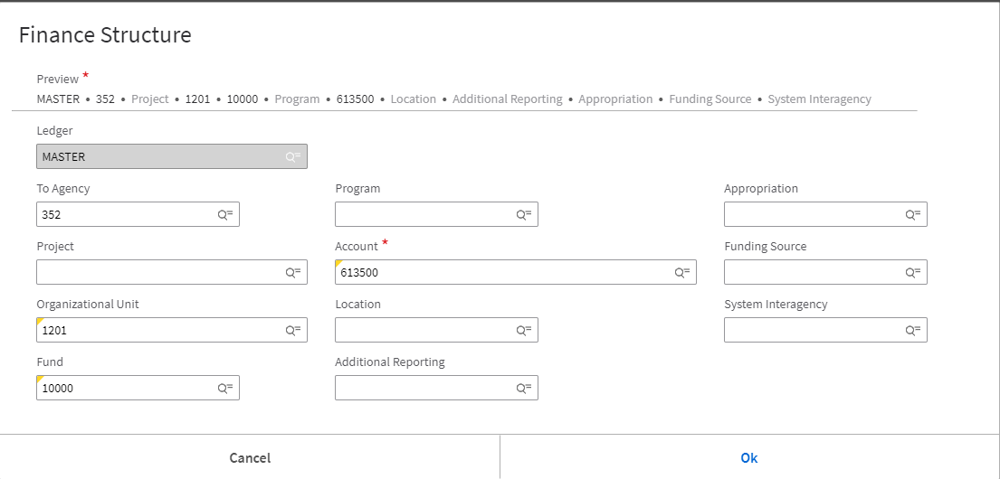 Finance Structure
Preview *
MASTER • 352 • Project • 1201 • 10000 • Program • 613500 • Location • Additional Reporting • Appropriation • Funding Source • System Interagency
Ledger
MASTER
To Agency Program Appropriation
352
Project Account * Funding Source
613500
Organizational Unit Location System Interagency
1201
Fund Additional Reporting
10000
Cancel Ok